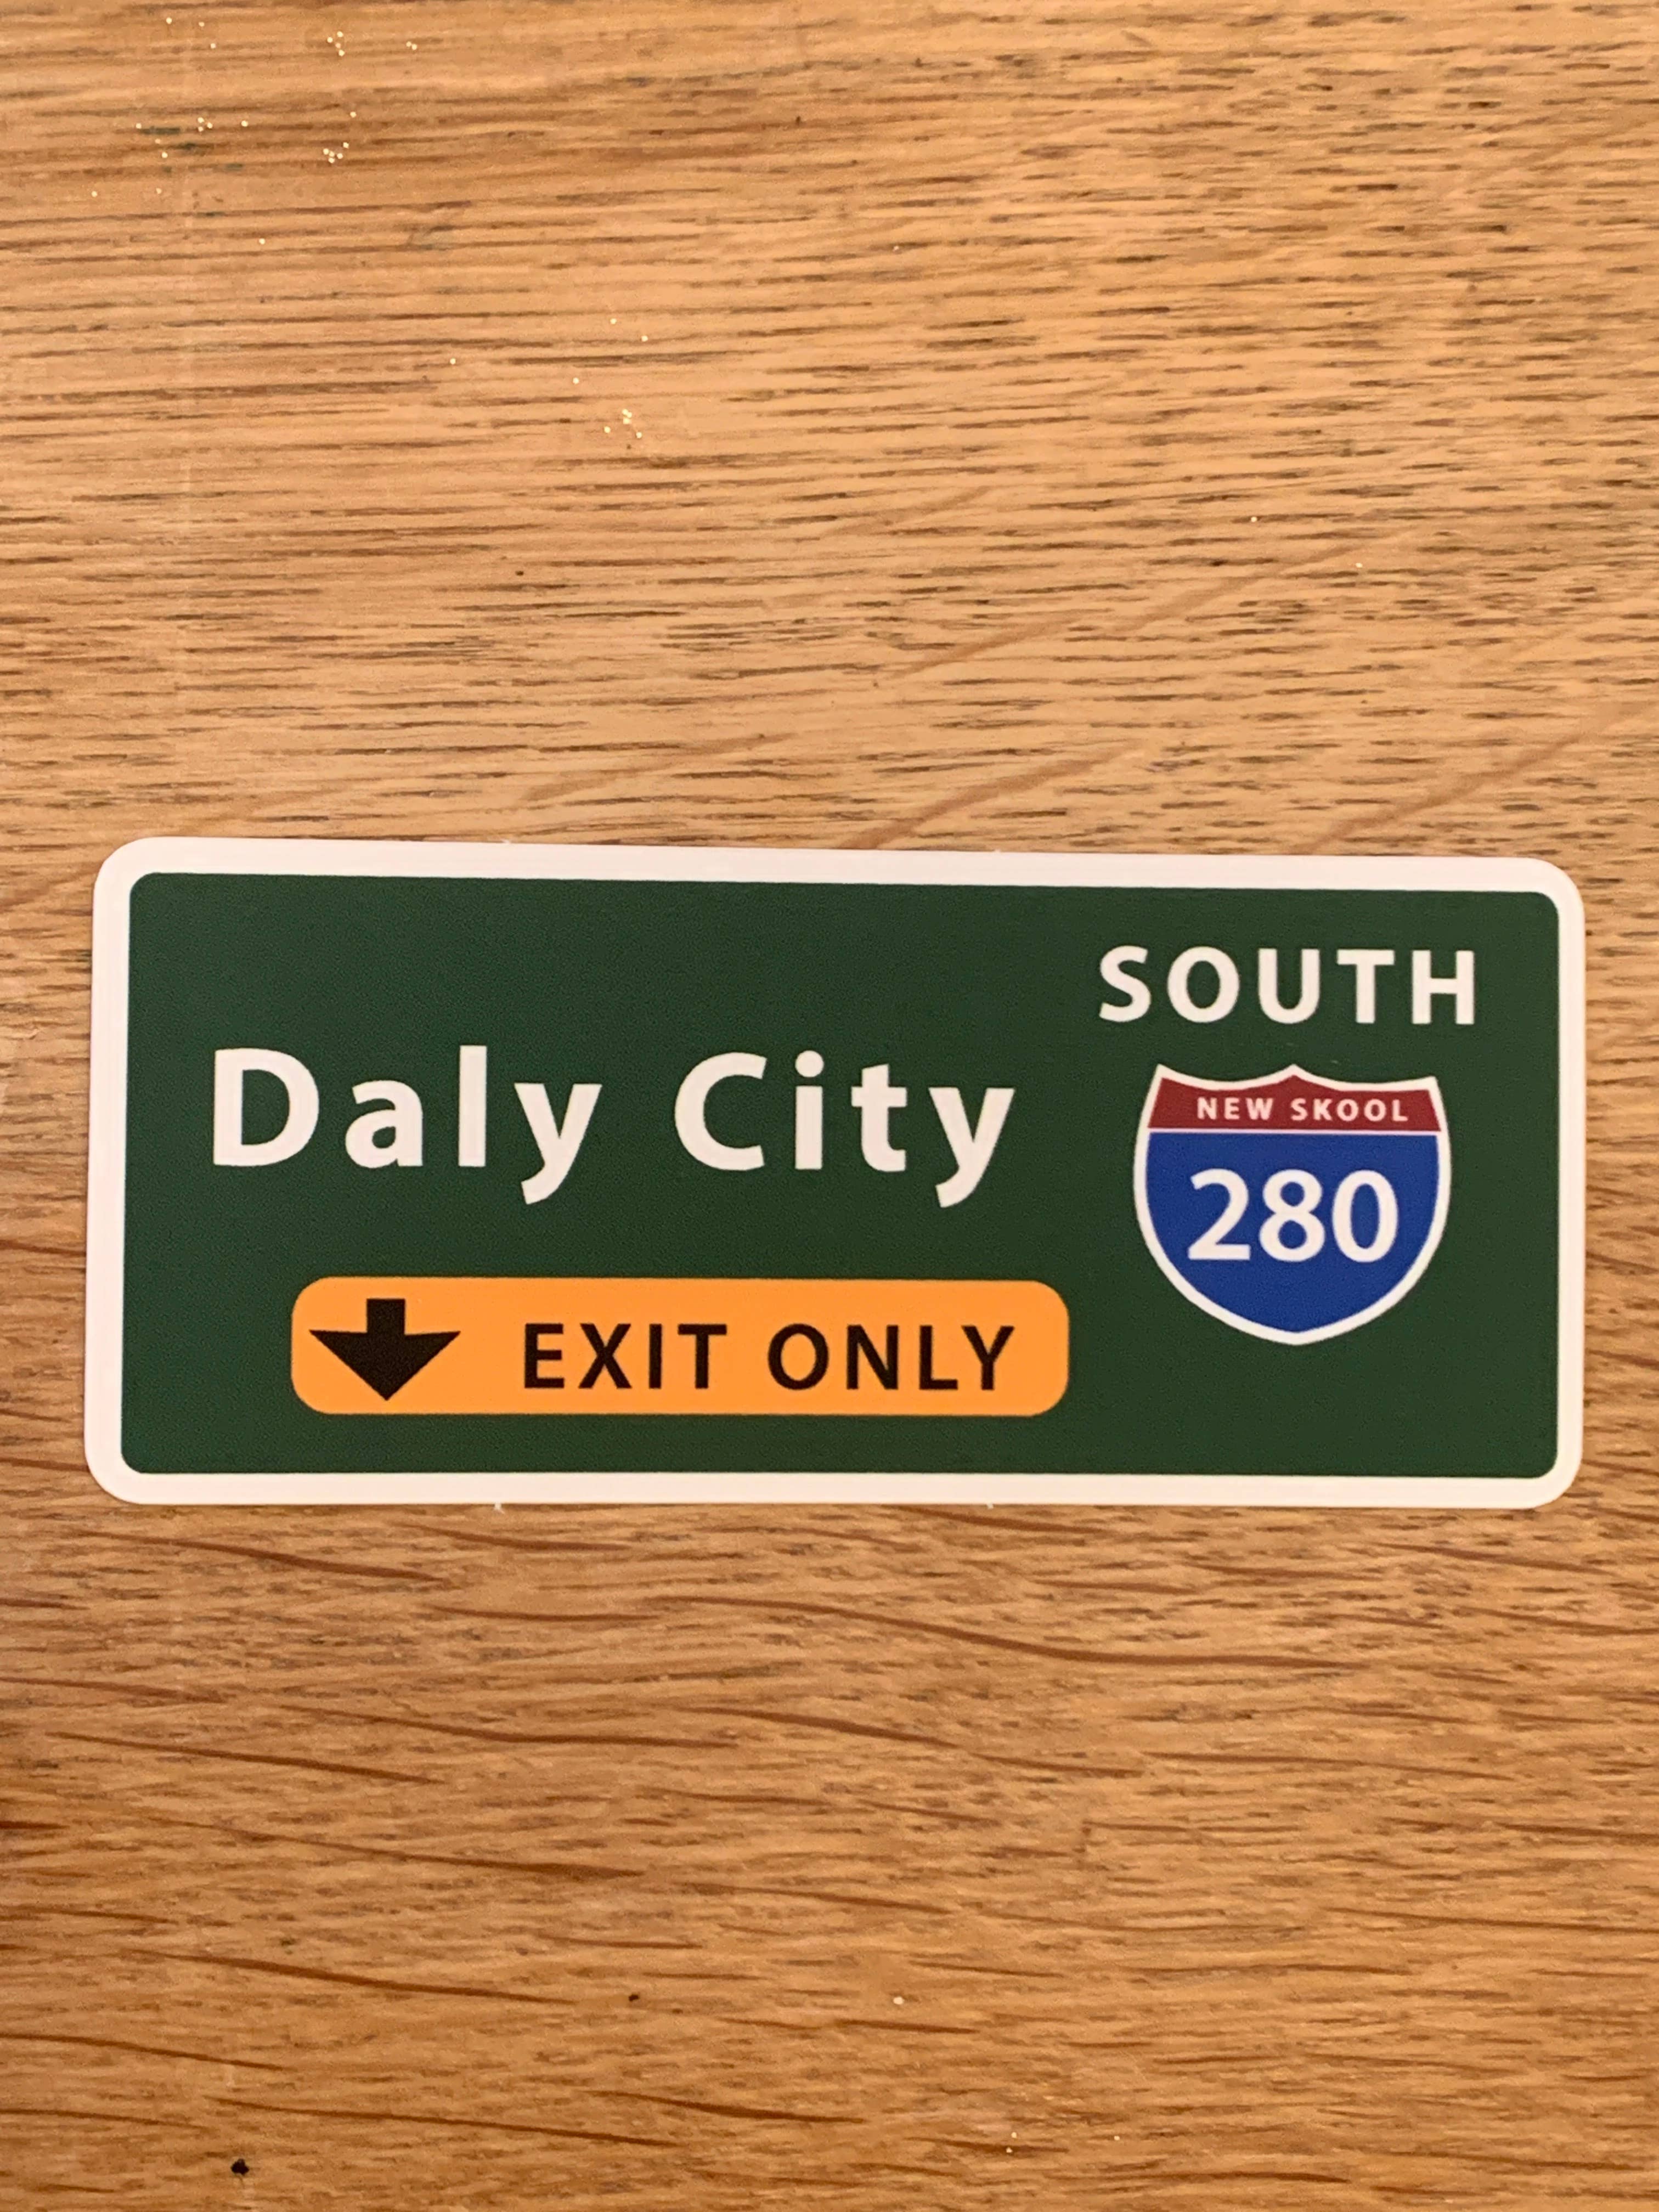 SOUTH
Daly City
NEW SKOOL
280
EXIT ONLY